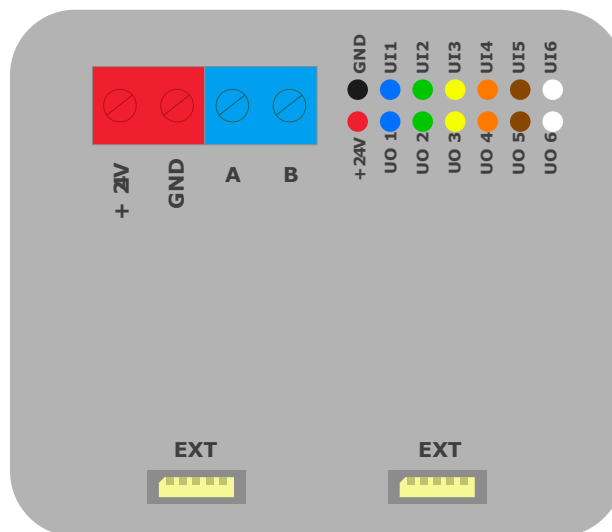 GND UI1 UI2 UI3 UI4 UI5 UI6
+24V UO 1 UO 2 UO 3 UO 4 UO 5 UO 6
+24V GND A B
EXT EXT